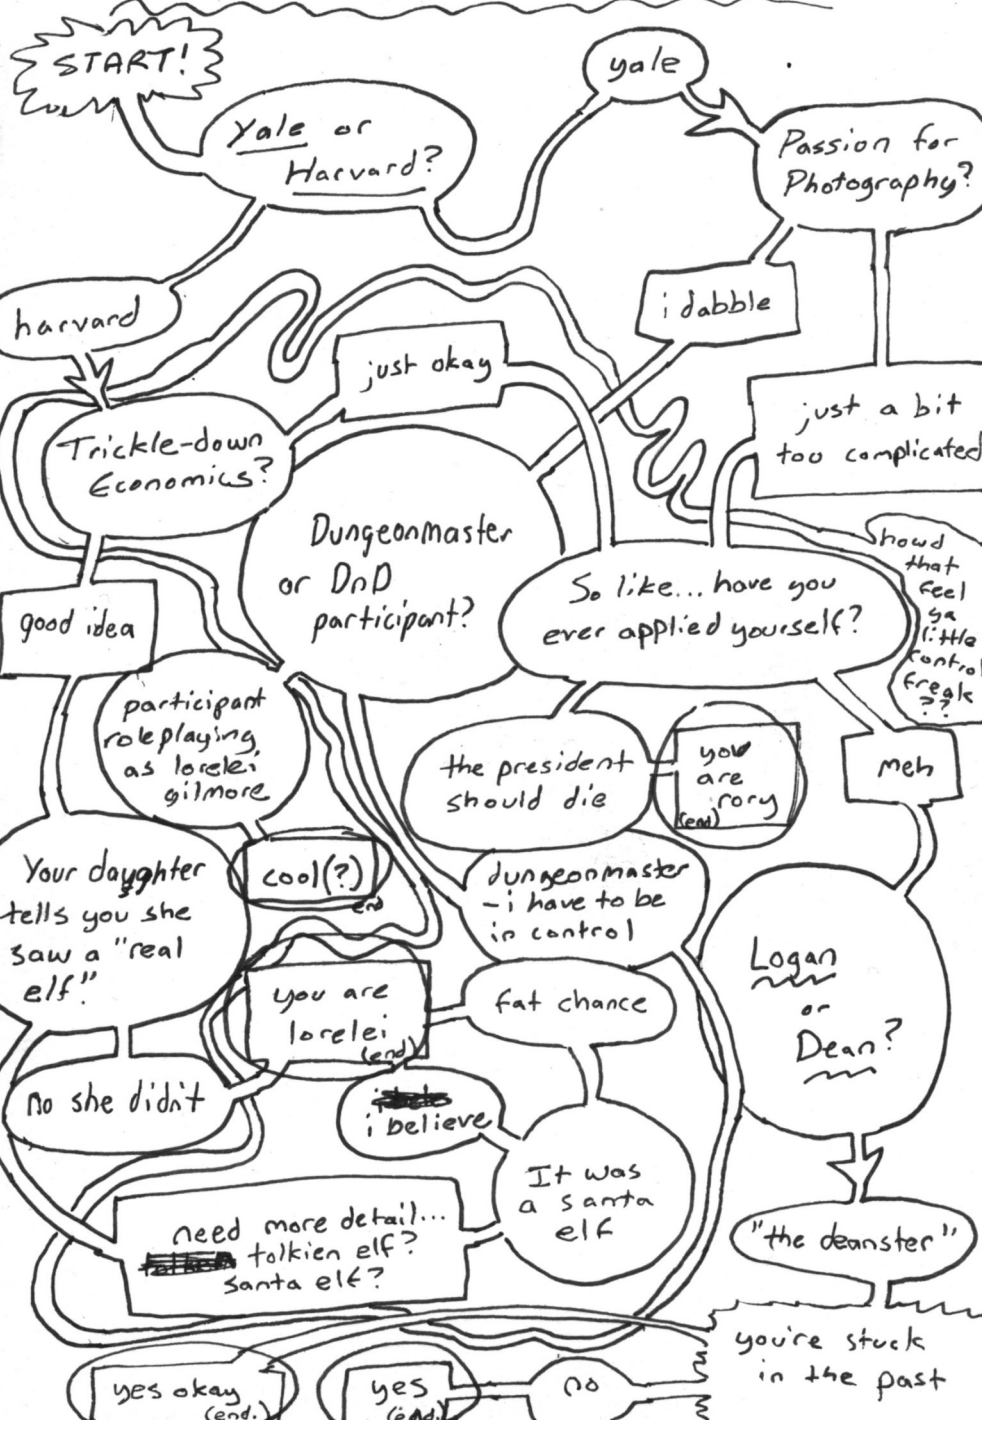 START!
Yale or
Harvard?
yale
Passion for
Photography?
harvard
i dabble
just okay
just a bit
too complicated
Trickle-down
Economics?
Dungeonmaster
or DnD
participant?
So like... have you
ever applied yourself?
howd
that
feel
ya
little
control
freak
??
good idea
participant
roleplaying
as lorelei
gilmore
the president
should die
you
are
rory
(end)
meh
Your daughter
tells you she
saw a "real
elf."
cool(?)
end
dungeonmaster
- i have to be
in control
Logan
or
Dean?
you are
lorelei
(end)
fat chance
no she didn't
i believe
It was
a santa
elf
need more detail...
tolkien elf?
santa elf?
"the deanster"
you're stuck
in the past
yes okay
(end.)
yes
(end.)
no